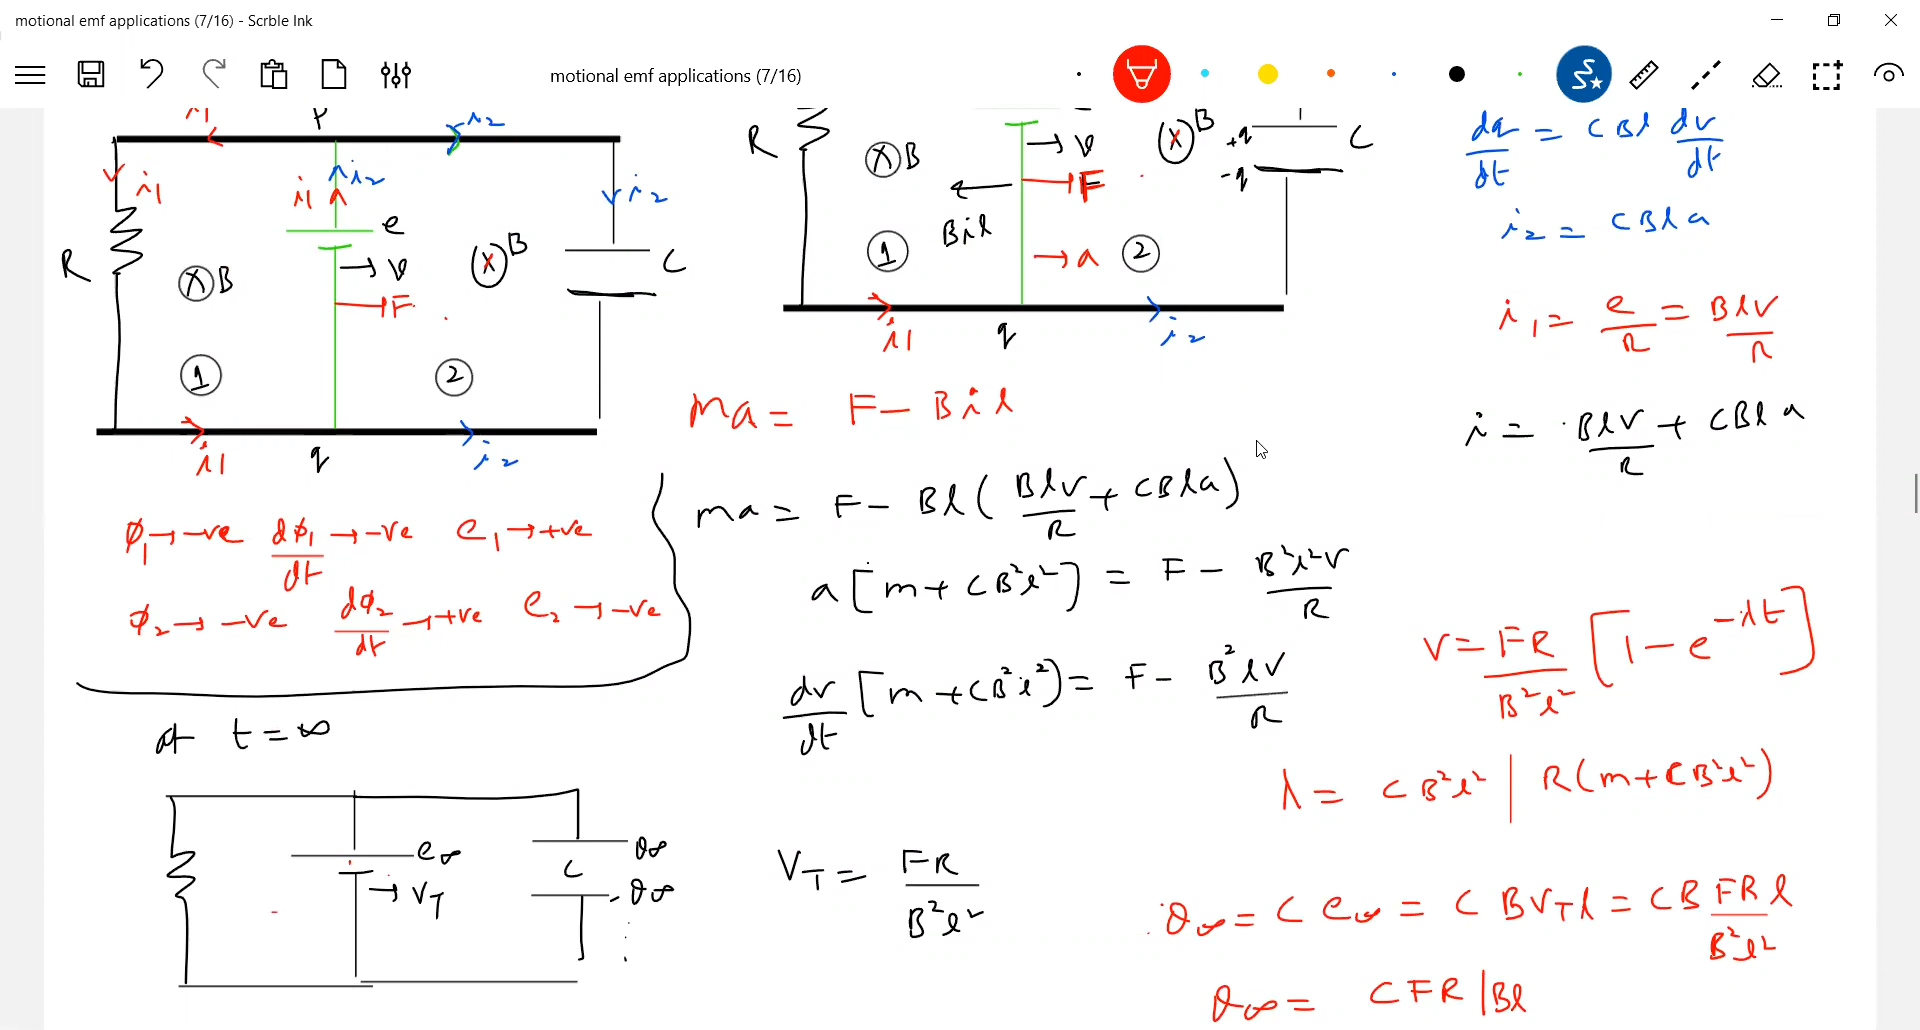 motional emf applications (7/16) - Scrble Ink
motional emf applications (7/16)
i1
p
i2
i1
i1
i2
i2
e
R
B
v
B
C
F
1
2
i1
q
i2
R
B
v
B
+q
-q
C
F
Bil
1
a
2
i1
q
i2
dq/dt = CBl dv/dt
i2 = CBla
i1 = e/R = Blv/R
i = Blv/R + CBla
ma = F - Bil
ma = F - Bl(Blv/R + CBla)
a[m + CB²l²] = F - B²l²v/R
dv/dt [m + CB²l²) = F - B²lv/R
ϕ1 → -ve dϕ1/dt → -ve e1 → +ve
ϕ2 → -ve dϕ2/dt → +ve e2 → -ve
v = FR/B²l² [1 - e^-λt]
λ = CB²l² | R(m + CB²l²)
at t = ∞
e∞
VT
C
Q∞
-Q∞
VT = FR/B²l²
Q∞ = C e∞ = C B VT l = CB FR l/B²l²
Q∞ = CFR|Bl